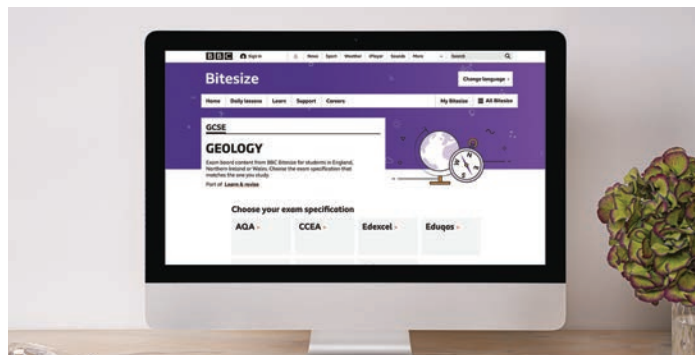 BBC Sign in News Sport Weather iPlayer Sounds More Search
Bitesize
Change language ›
Home Daily lessons Learn Support Careers My Bitesize All Bitesize
GCSE
GEOLOGY
Exam board content from BBC Bitesize for students in England,
Northern Ireland or Wales. Choose the exam specification that
matches the one you study.
Part of Learn & revise
Choose your exam specification
AQA › CCEA › Edexcel › Eduqas ›